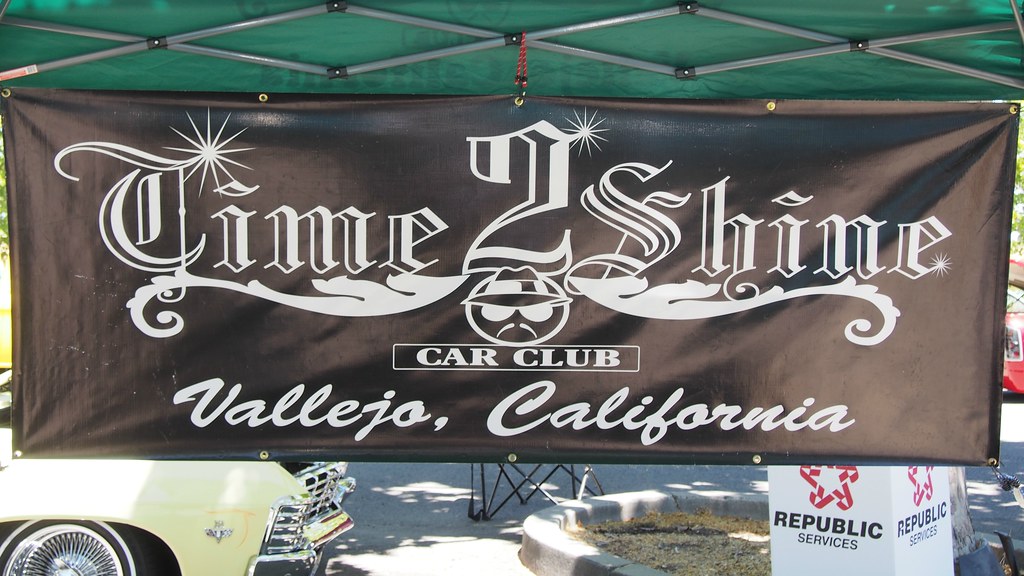 Time 2 Shine
CAR CLUB
Vallejo, California
REPUBLIC
SERVICES
REPUBLIC
SERVICES